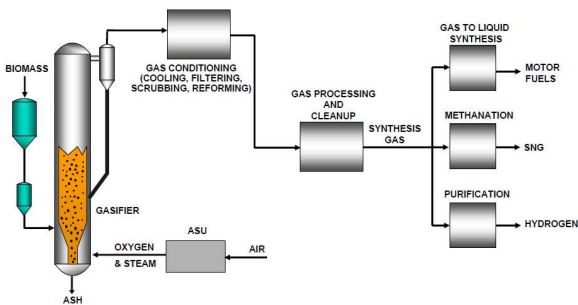 BIOMASS
GAS CONDITIONING
(COOLING, FILTERING,
SCRUBBING, REFORMING)
GASIFIER
OXYGEN
& STEAM
ASU
AIR
ASH
GAS PROCESSING
AND
CLEANUP
SYNTHESIS
GAS
GAS TO LIQUID
SYNTHESIS
MOTOR
FUELS
METHANATION
SNG
PURIFICATION
HYDROGEN